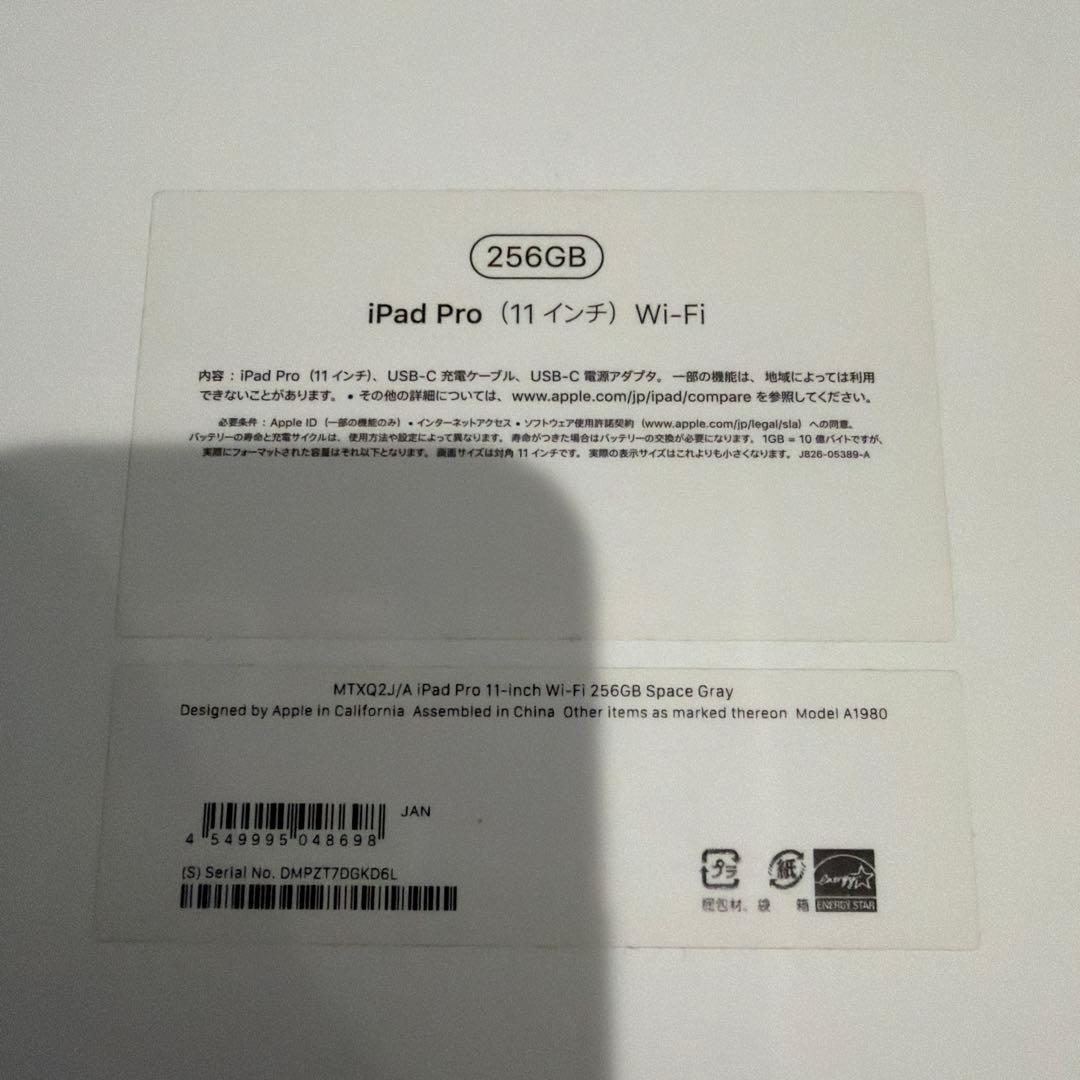 256GB
iPad Pro（11 インチ）Wi-Fi
内容：iPad Pro（11 インチ）、USB-C 充電ケーブル、USB-C 電源アダプタ。一部の機能は、地域によっては利用
できないことがあります。• その他の詳細については、www.apple.com/jp/ipad/compare を参照してください。
必要条件：Apple ID（一部の機能のみ）• インターネットアクセス • ソフトウェア使用許諾契約（www.apple.com/jp/legal/sla）への同意。
バッテリーの寿命と充電サイクルは、使用方法や設定によって異なります。寿命がつきた場合はバッテリーの交換が必要になります。1GB = 10 億バイトですが、
実際にフォーマットされた容量はそれ以下となります。画面サイズは対角 11 インチです。実際の表示サイズはこれよりも小さくなります。J826-05389-A
MTXQ2J/A iPad Pro 11-inch Wi-Fi 256GB Space Gray
Designed by Apple in California Assembled in China Other items as marked thereon Model A1980
JAN
4 549995 048698
(S) Serial No. DMPZT7DGKD6L
プラ 紙 energy
梱包材、袋 箱 ENERGY STAR